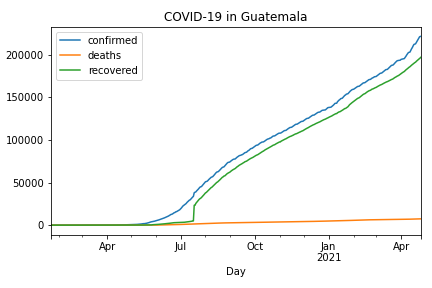 COVID-19 in Guatemala
confirmed
deaths
recovered
200000
150000
100000
50000
0
Apr Jul Oct Jan Apr
2021
Day